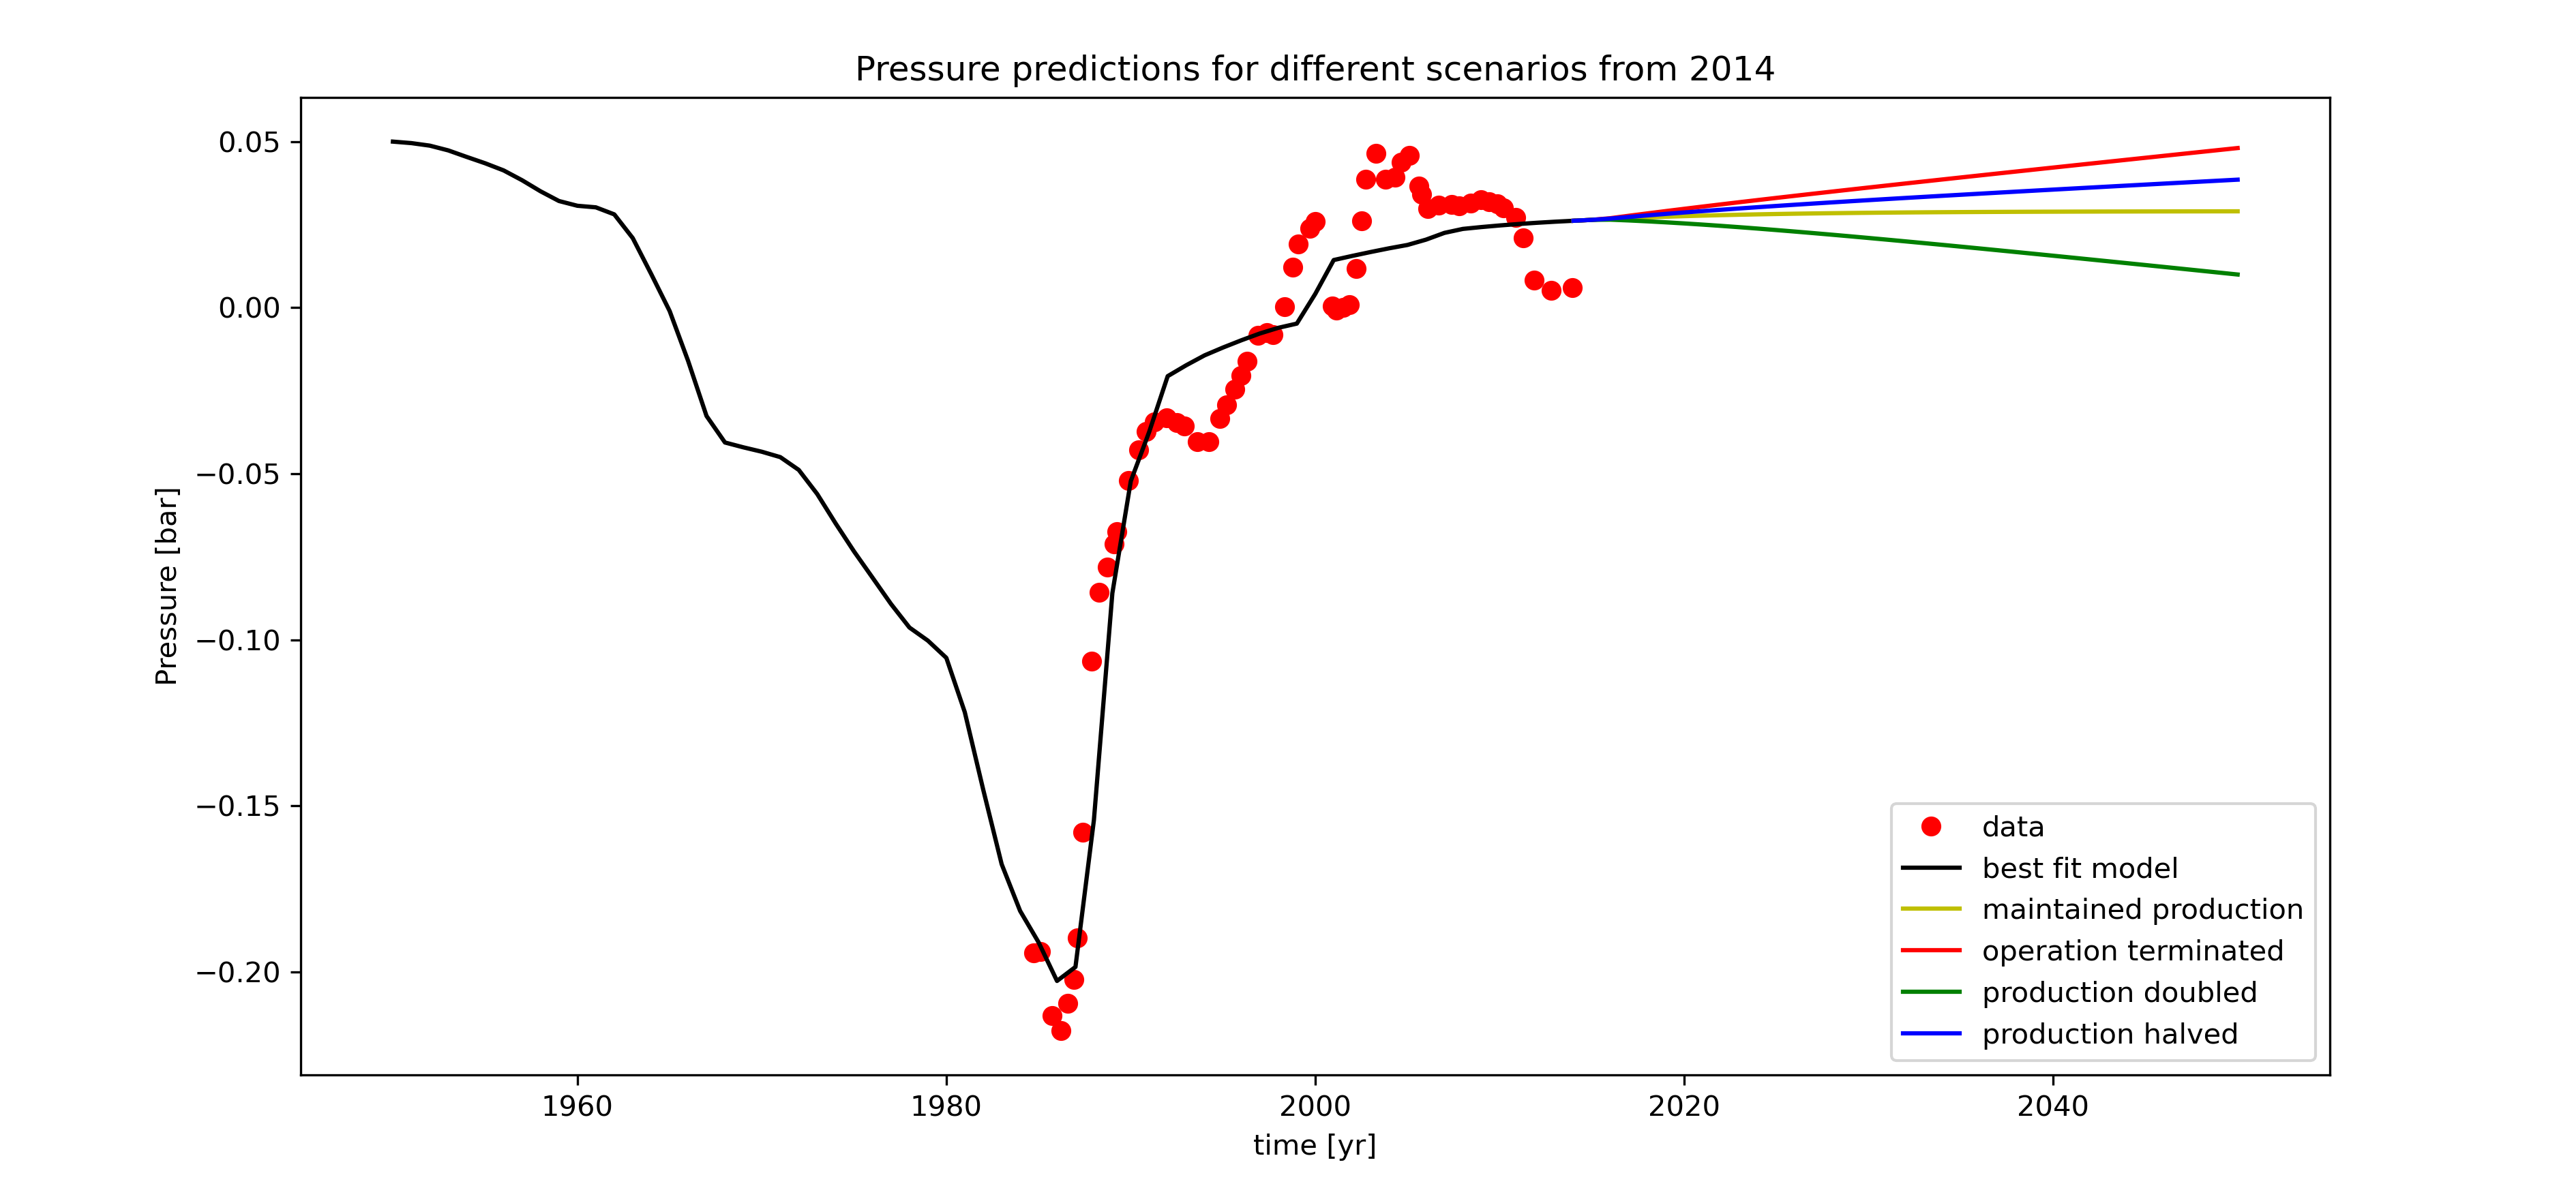 Pressure predictions for different scenarios from 2014
Pressure [bar]
0.05
0.00
−0.05
−0.10
−0.15
−0.20
1960
1980
2000
2020
2040
time [yr]
data
best fit model
maintained production
operation terminated
production doubled
production halved